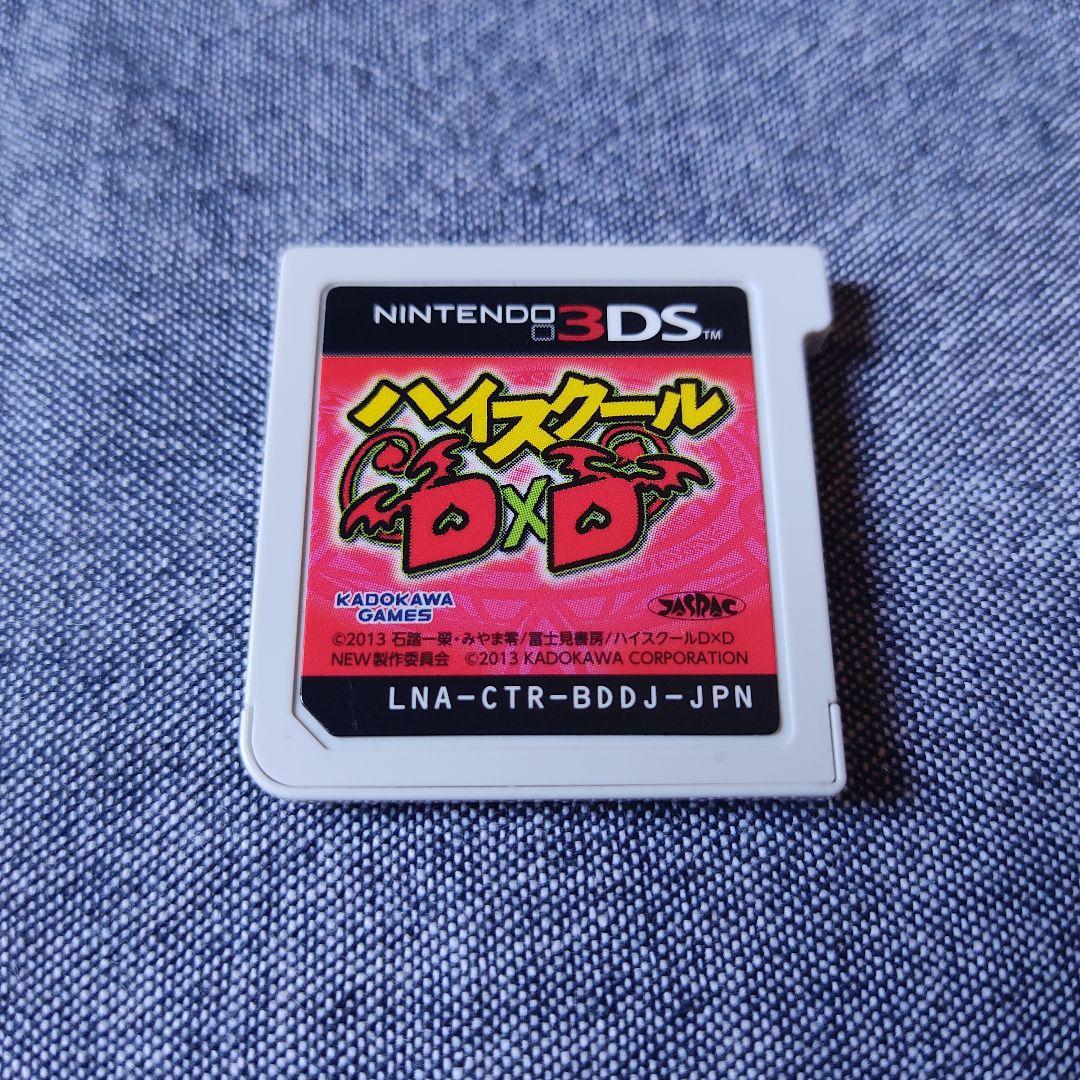 NINTENDO 3DS™
ハイスクール
D×D
KADOKAWA
GAMES
JASRAC
©2013 石踏一榮・みやま零/富士見書房/ハイスクールD×D
NEW製作委員会 ©2013 KADOKAWA CORPORATION
LNA-CTR-BDDJ-JPN